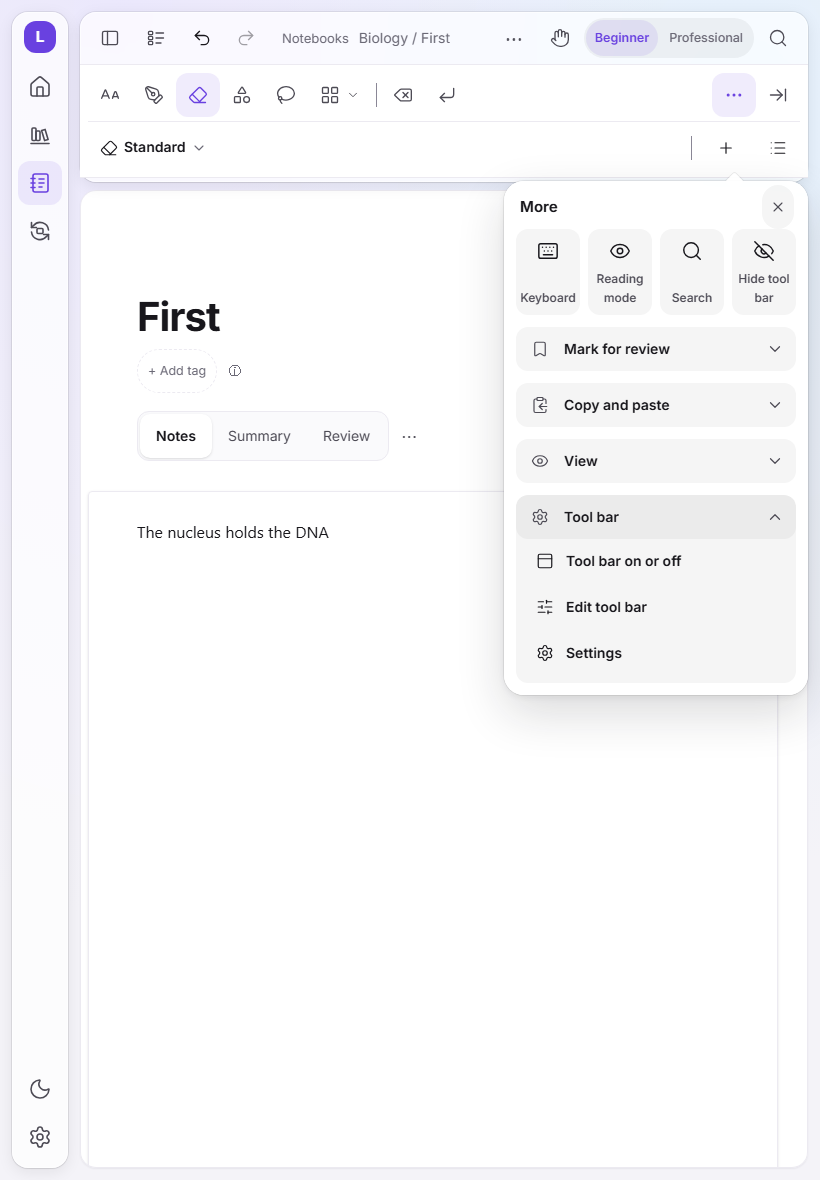 L
Notebooks Biology / First
Beginner Professional
AA
Standard
More
Keyboard
Reading mode
Search
Hide tool bar
First
+ Add tag
Mark for review
Copy and paste
Notes Summary Review
View
Tool bar
The nucleus holds the DNA
Tool bar on or off
Edit tool bar
Settings